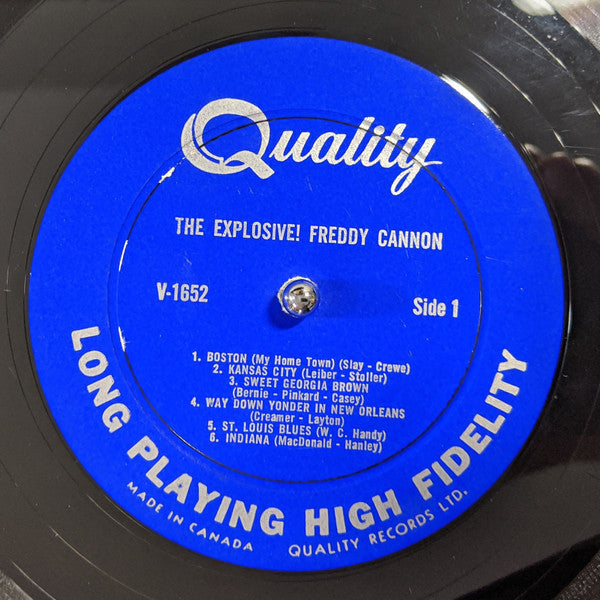 Quality
THE EXPLOSIVE! FREDDY CANNON
V-1652
Side 1
1. BOSTON (My Home Town) (Slay - Crewe)
2. KANSAS CITY (Leiber - Stoller)
3. SWEET GEORGIA BROWN
(Bernie - Pinkard - Casey)
4. WAY DOWN YONDER IN NEW ORLEANS
(Creamer - Layton)
5. ST. LOUIS BLUES (W. C. Handy)
6. INDIANA (MacDonald - Hanley)
LONG PLAYING HIGH FIDELITY
MADE IN CANADA QUALITY RECORDS LTD.